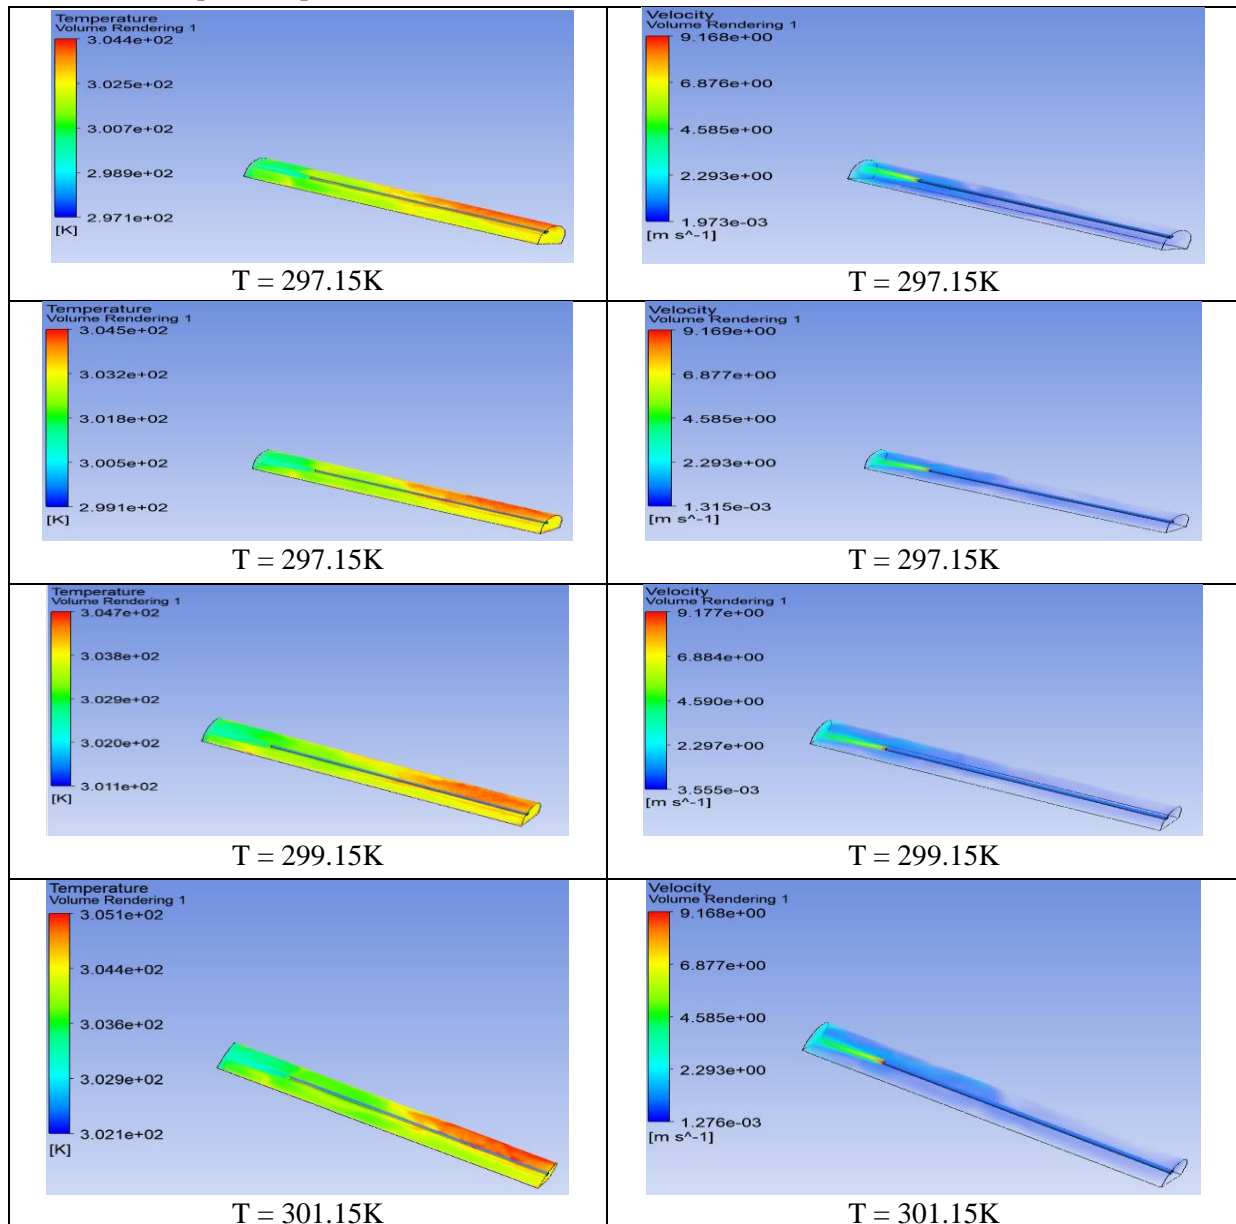 Temperature
Volume Rendering 1
3.044e+02
3.025e+02
3.007e+02
2.989e+02
2.971e+02
[K]
T = 297.15K
Velocity
Volume Rendering 1
9.168e+00
6.876e+00
4.585e+00
2.293e+00
1.973e-03
[m s^-1]
T = 297.15K
Temperature
Volume Rendering 1
3.045e+02
3.032e+02
3.018e+02
3.005e+02
2.991e+02
[K]
T = 297.15K
Velocity
Volume Rendering 1
9.169e+00
6.877e+00
4.585e+00
2.293e+00
1.315e-03
[m s^-1]
T = 297.15K
Temperature
Volume Rendering 1
3.047e+02
3.038e+02
3.029e+02
3.020e+02
3.011e+02
[K]
T = 299.15K
Velocity
Volume Rendering 1
9.177e+00
6.884e+00
4.590e+00
2.297e+00
3.555e-03
[m s^-1]
T = 299.15K
Temperature
Volume Rendering 1
3.051e+02
3.044e+02
3.036e+02
3.029e+02
3.021e+02
[K]
T = 301.15K
Velocity
Volume Rendering 1
9.168e+00
6.877e+00
4.585e+00
2.293e+00
1.276e-03
[m s^-1]
T = 301.15K